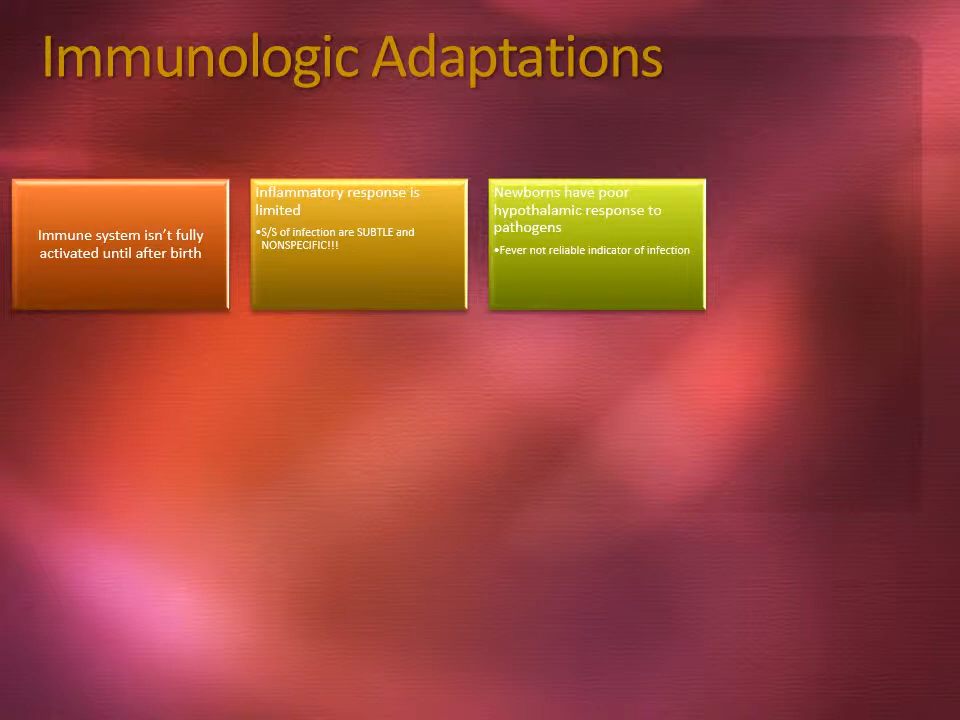 Immunologic Adaptations
Immune system isn't fully
activated until after birth
Inflammatory response is
limited
•S/S of infection are SUBTLE and
NONSPECIFIC!!!
Newborns have poor
hypothalamic response to
pathogens
•Fever not reliable indicator of infection